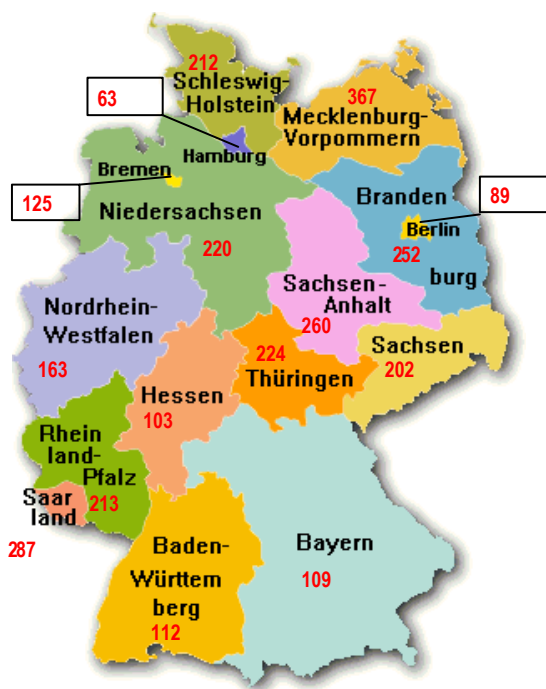 212
Schleswig-
Holstein
63
367
Mecklenburg-
Vorpommern
Hamburg
Bremen
125
Niedersachsen
220
Branden
burg
89
Berlin
252
Sachsen-
Anhalt
260
Nordrhein-
Westfalen
163
Sachsen
202
224
Thüringen
Hessen
103
Rhein
land-
Pfalz
213
Saar
land
287
Baden-
Württem
berg
112
Bayern
109